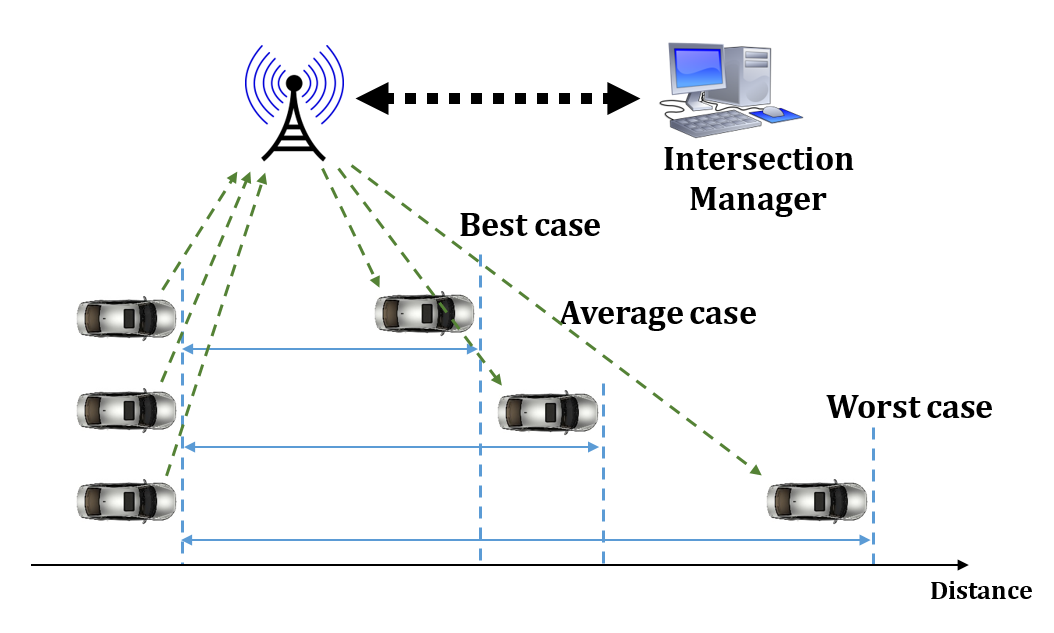 Intersection
Manager
Best case
Average case
Worst case
Distance